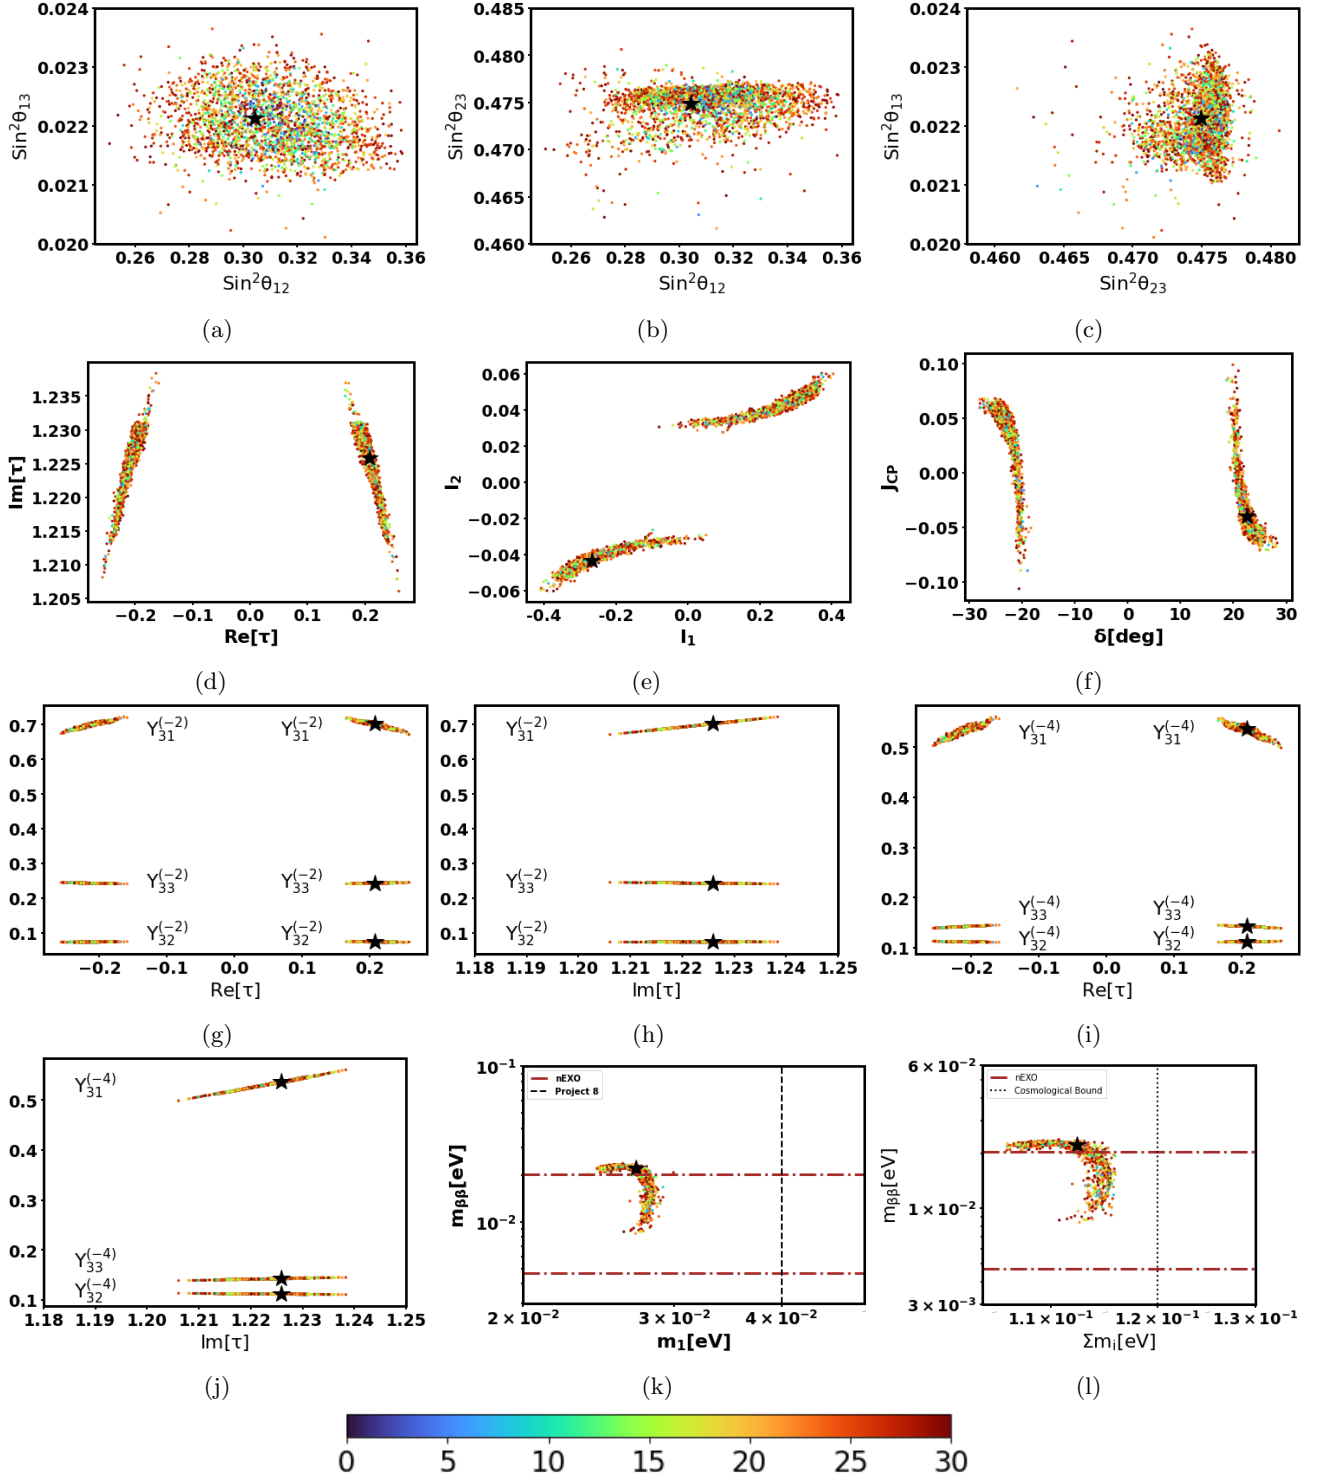 0.024
0.023
0.022
0.021
0.020
Sin²θ₁₃
0.26 0.28 0.30 0.32 0.34 0.36
Sin²θ₁₂
(a)
0.485
0.480
0.475
0.470
0.465
0.460
Sin²θ₂₃
0.26 0.28 0.30 0.32 0.34 0.36
Sin²θ₁₂
(b)
0.024
0.023
0.022
0.021
0.020
Sin²θ₁₃
0.460 0.465 0.470 0.475 0.480
Sin²θ₂₃
(c)
1.235
1.230
1.225
1.220
1.215
1.210
1.205
Im[τ]
−0.2 −0.1 0.0 0.1 0.2
Re[τ]
(d)
0.06
0.04
0.02
0.00
−0.02
−0.04
−0.06
I₂
-0.4 -0.2 0.0 0.2 0.4
I₁
(e)
0.10
0.05
0.00
−0.05
−0.10
J_CP
−30 −20 −10 0 10 20 30
δ[deg]
(f)
0.7
0.6
0.5
0.4
0.3
0.2
0.1
Y₃₁⁽⁻²⁾ Y₃₁⁽⁻²⁾
Y₃₃⁽⁻²⁾ Y₃₃⁽⁻²⁾
Y₃₂⁽⁻²⁾ Y₃₂⁽⁻²⁾
−0.2 −0.1 0.0 0.1 0.2
Re[τ]
(g)
0.7
0.6
0.5
0.4
0.3
0.2
0.1
Y₃₁⁽⁻²⁾
Y₃₃⁽⁻²⁾
Y₃₂⁽⁻²⁾
1.18 1.19 1.20 1.21 1.22 1.23 1.24 1.25
Im[τ]
(h)
0.5
0.4
0.3
0.2
0.1
Y₃₁⁽⁻⁴⁾ Y₃₁⁽⁻⁴⁾
Y₃₃⁽⁻⁴⁾ Y₃₃⁽⁻⁴⁾
Y₃₂⁽⁻⁴⁾ Y₃₂⁽⁻⁴⁾
−0.2 −0.1 0.0 0.1 0.2
Re[τ]
(i)
0.5
0.4
0.3
0.2
0.1
Y₃₁⁽⁻⁴⁾
Y₃₃⁽⁻⁴⁾
Y₃₂⁽⁻⁴⁾
1.18 1.19 1.20 1.21 1.22 1.23 1.24 1.25
Im[τ]
(j)
10⁻¹
10⁻²
m_ββ[eV]
nEXO
Project 8
2 × 10⁻² 3 × 10⁻² 4 × 10⁻²
m₁[eV]
(k)
6 × 10⁻²
1 × 10⁻²
3 × 10⁻³
m_ββ[eV]
nEXO
Cosmological Bound
1.1 × 10⁻¹ 1.2 × 10⁻¹ 1.3 × 10⁻¹
Σmᵢ[eV]
(l)
0 5 10 15 20 25 30